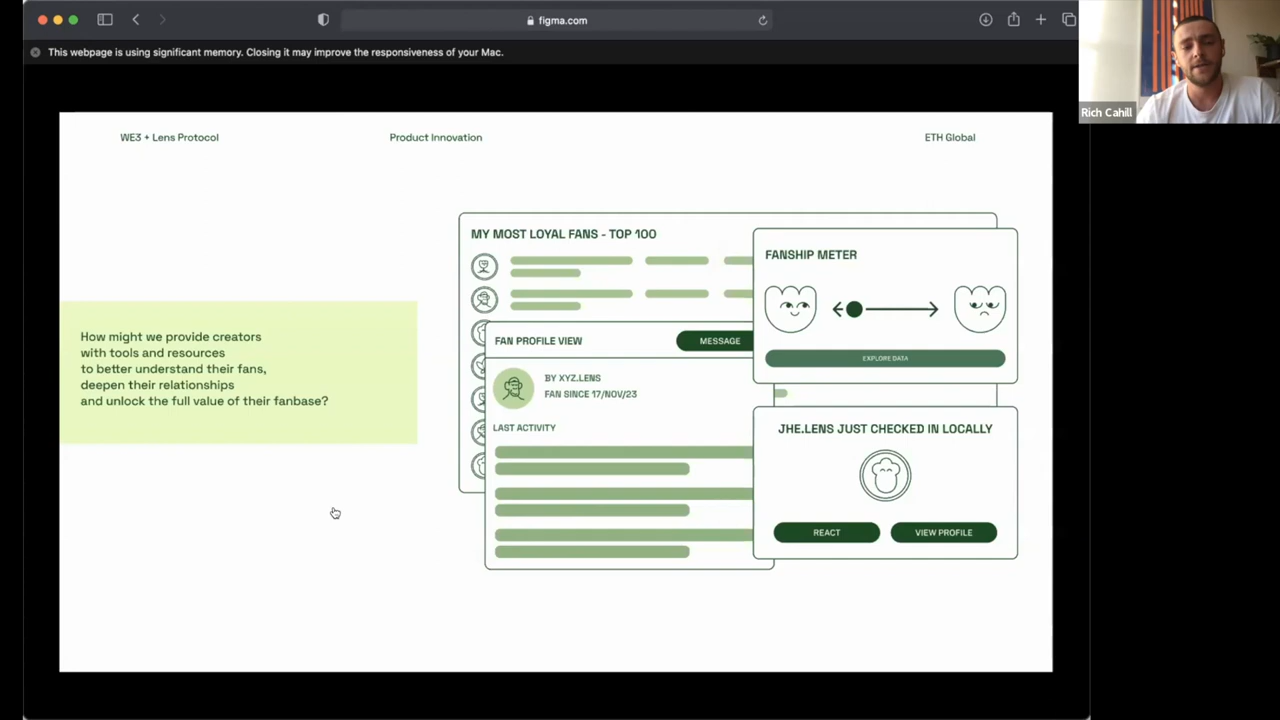 figma.com
This webpage is using significant memory. Closing it may improve the responsiveness of your Mac.
Rich Cahill
WE3 + Lens Protocol
Product Innovation
ETH Global
How might we provide creators
with tools and resources
to better understand their fans,
deepen their relationships
and unlock the full value of their fanbase?
MY MOST LOYAL FANS - TOP 100
FAN PROFILE VIEW
MESSAGE
BY XYZ.LENS
FAN SINCE 17/NOV/23
LAST ACTIVITY
FANSHIP METER
EXPLORE DATA
JHE.LENS JUST CHECKED IN LOCALLY
REACT
VIEW PROFILE